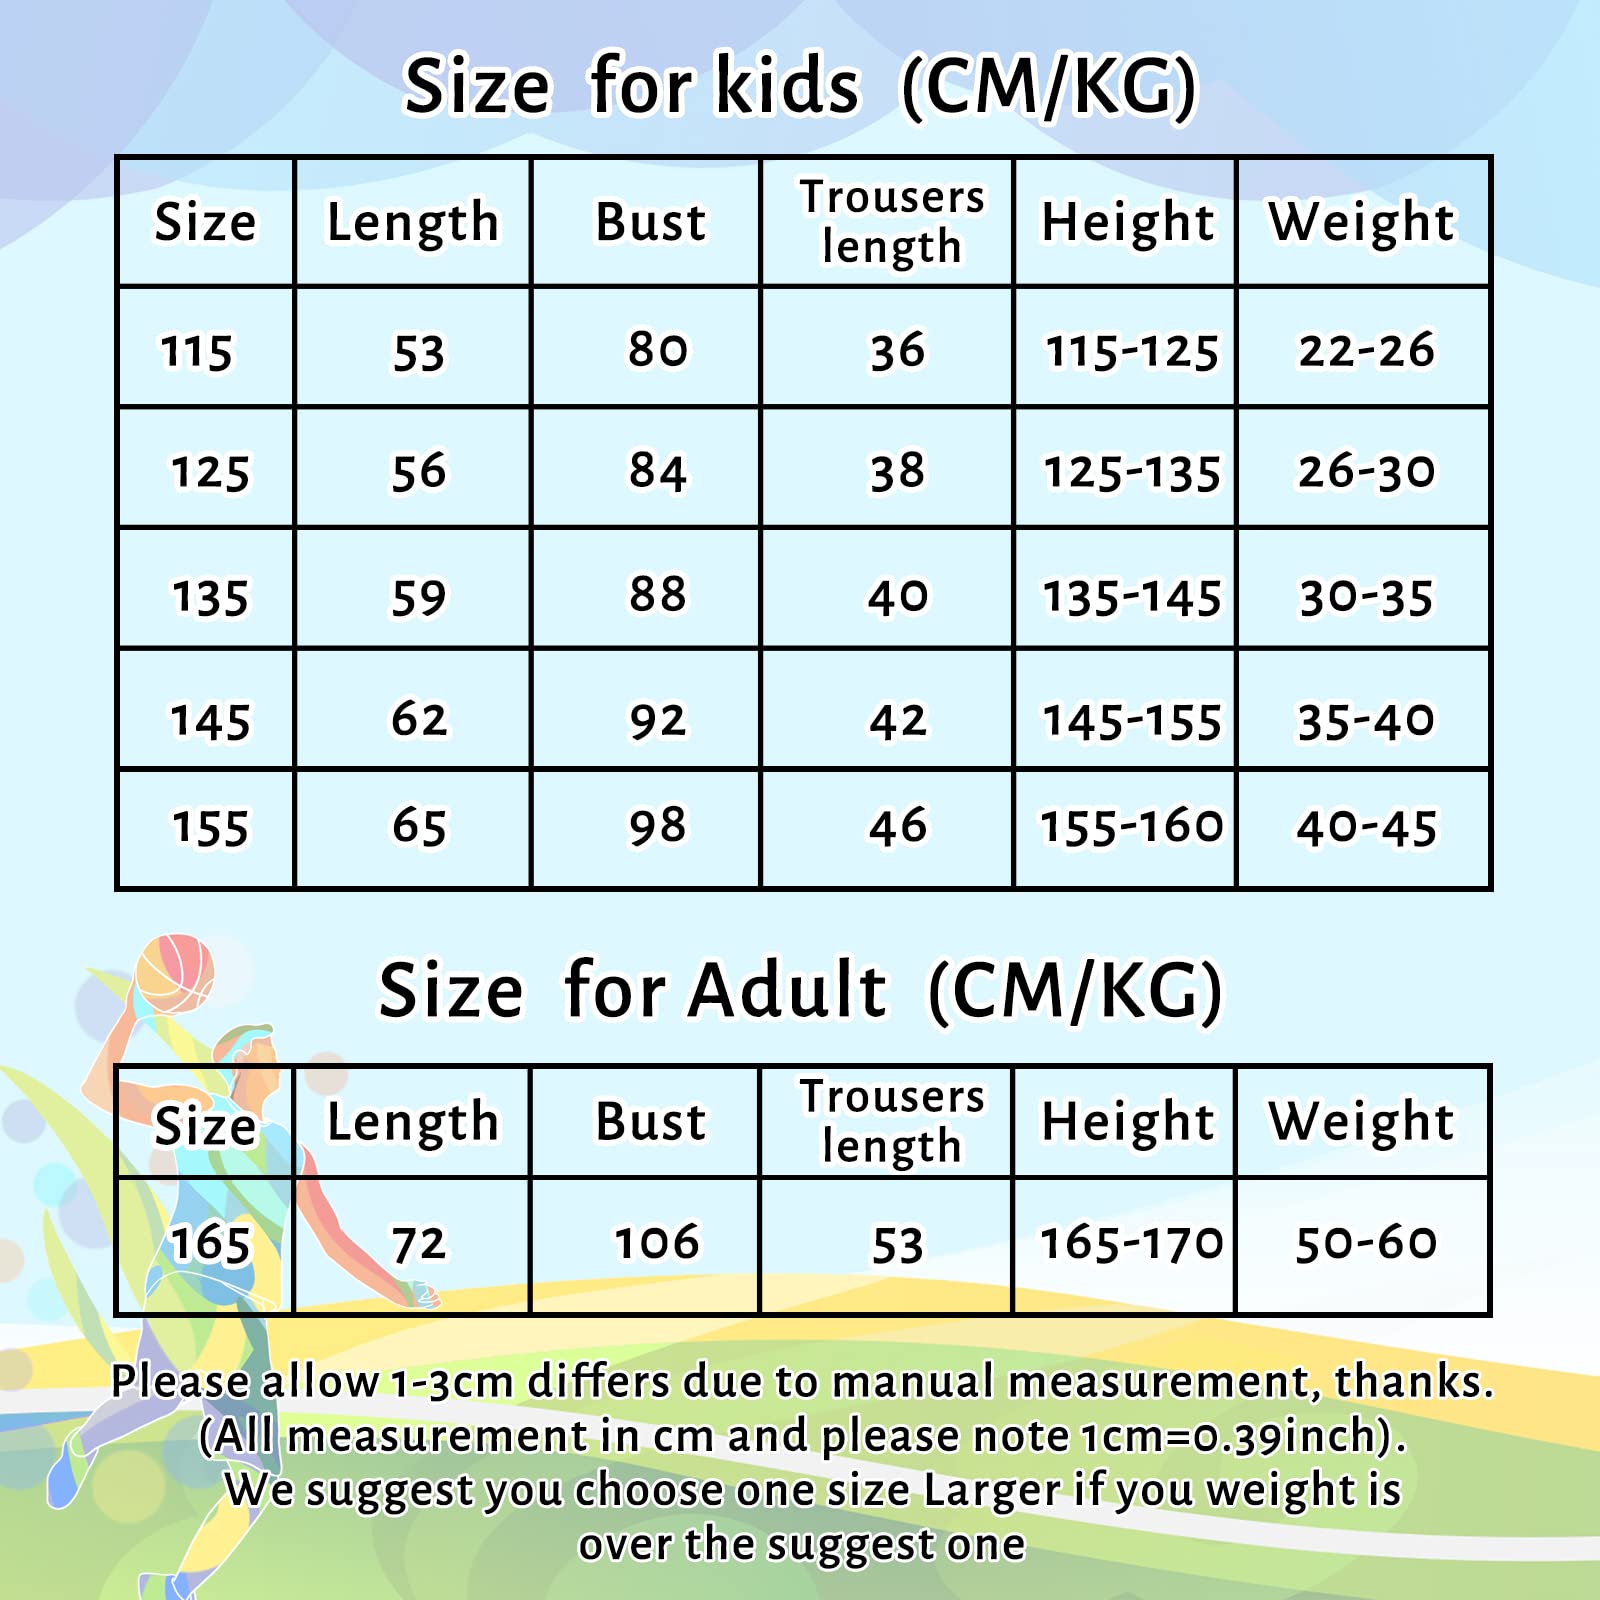 Size for kids (CM/KG)
Size Length Bust Trousers length Height Weight
115 53 80 36 115-125 22-26
125 56 84 38 125-135 26-30
135 59 88 40 135-145 30-35
145 62 92 42 145-155 35-40
155 65 98 46 155-160 40-45
Size for Adult (CM/KG)
Size Length Bust Trousers length Height Weight
165 72 106 53 165-170 50-60
Please allow 1-3cm differs due to manual measurement, thanks.
(All measurement in cm and please note 1cm=0.39inch).
We suggest you choose one size Larger if you weight is
over the suggest one